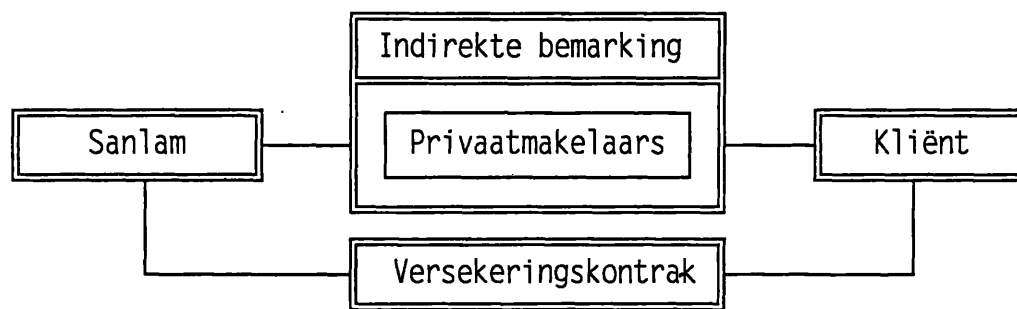 Indirekte bemarking
Sanlam
Privaatmakelaars
Kliënt
Versekeringskontrak